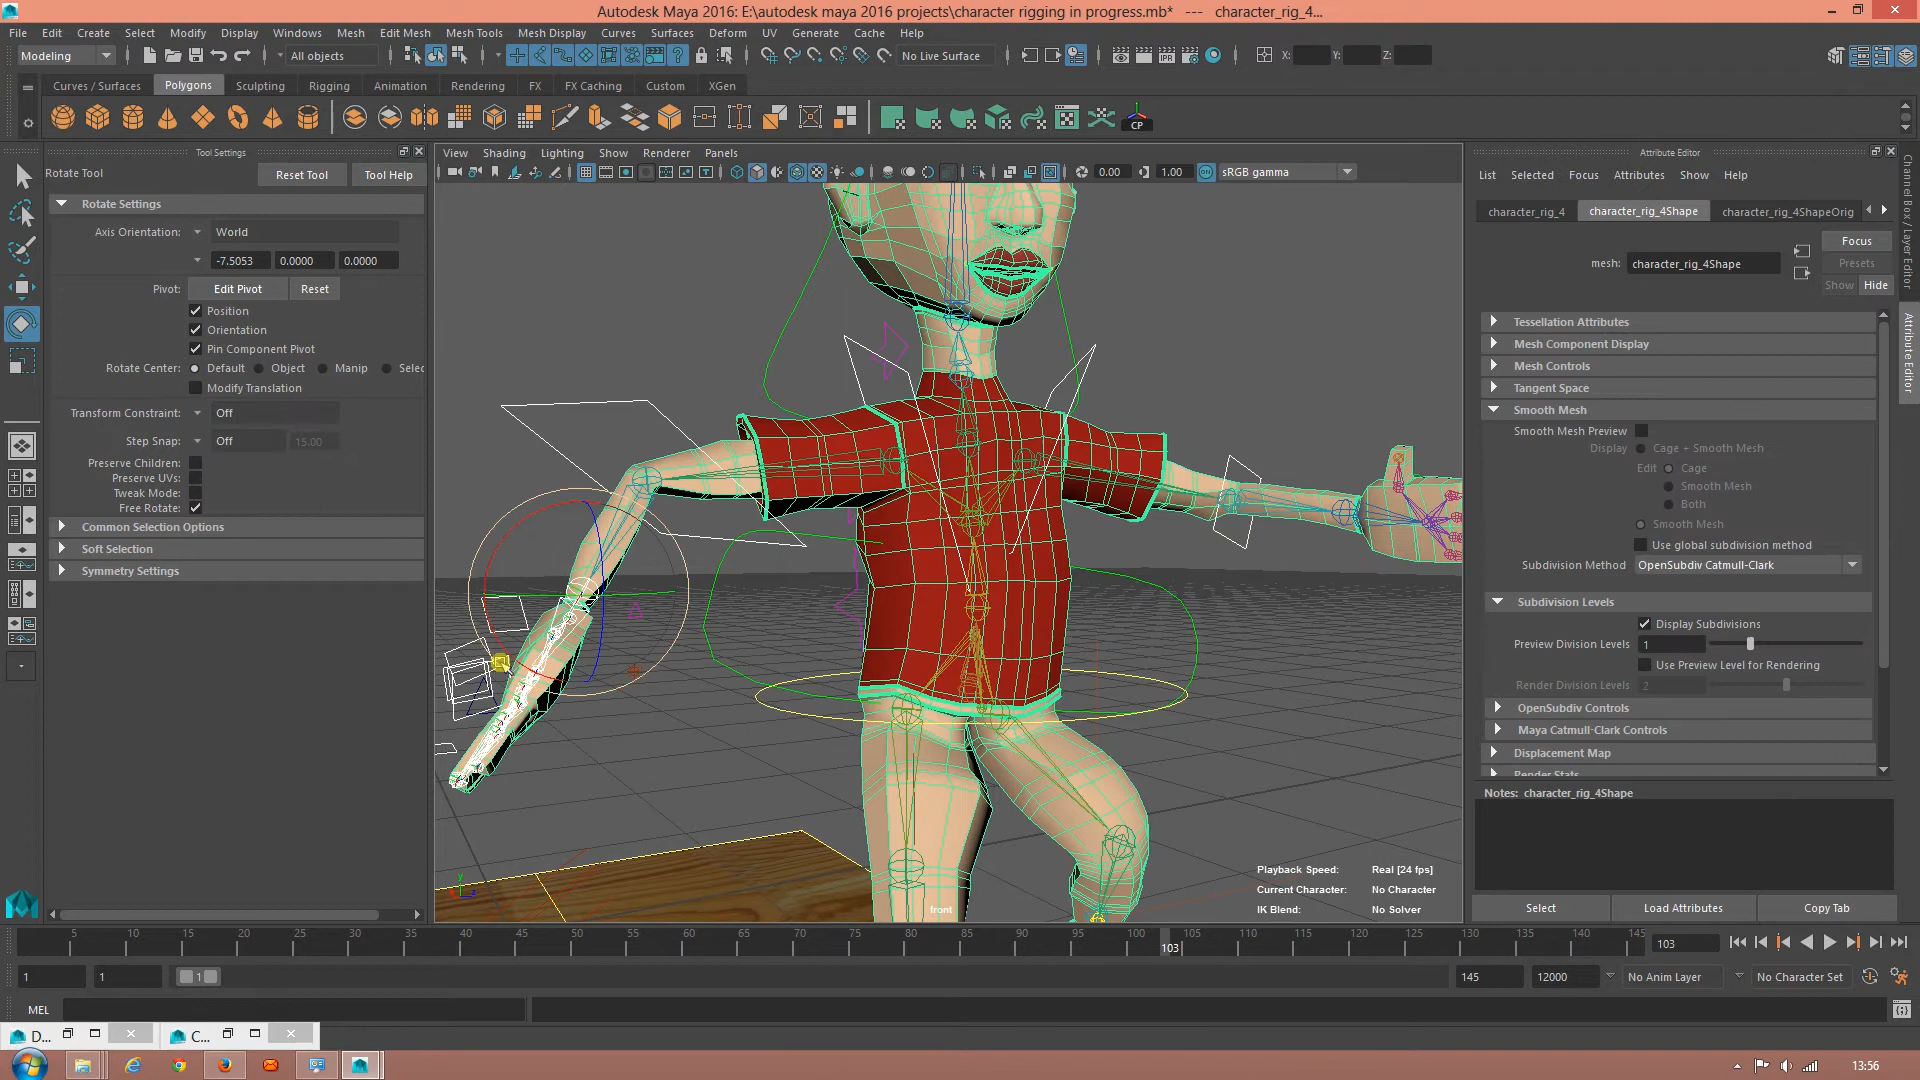 Autodesk Maya 2016: E:\autodesk maya 2016 projects\character rigging in progress.mb* --- character_rig_4...
File Edit Create Select Modify Display Windows Mesh Edit Mesh Mesh Tools Mesh Display Curves Surfaces Deform UV Generate Cache Help
Modeling All objects No Live Surface X: Y: Z:
Curves / Surfaces Polygons Sculpting Rigging Animation Rendering FX FX Caching Custom XGen
CP
Tool Settings
Rotate Tool Reset Tool Tool Help
Rotate Settings
Axis Orientation: World
-7.5053 0.0000 0.0000
Pivot: Edit Pivot Reset
Position
Orientation
Pin Component Pivot
Rotate Center: Default Object Manip Selec
Modify Translation
Transform Constraint: Off
Step Snap: Off 15.00
Preserve Children:
Preserve UVs:
Tweak Mode:
Free Rotate:
Common Selection Options
Soft Selection
Symmetry Settings
View Shading Lighting Show Renderer Panels
0.00 1.00 sRGB gamma
Playback Speed: Real [24 fps]
Current Character: No Character
IK Blend: No Solver
front
y
z
Attribute Editor
List Selected Focus Attributes Show Help
character_rig_4 character_rig_4Shape character_rig_4ShapeOrig
Focus
Presets
Show Hide
mesh: character_rig_4Shape
Tessellation Attributes
Mesh Component Display
Mesh Controls
Tangent Space
Smooth Mesh
Smooth Mesh Preview
Display Cage + Smooth Mesh
Edit Cage
Smooth Mesh
Both
Smooth Mesh
Use global subdivision method
Subdivision Method OpenSubdiv Catmull-Clark
Subdivision Levels
Display Subdivisions
Preview Division Levels 1
Use Preview Level for Rendering
Render Division Levels 2
OpenSubdiv Controls
Maya Catmull-Clark Controls
Displacement Map
Render Stats
Notes: character_rig_4Shape
Select Load Attributes Copy Tab
Channel Box / Layer Editor
Attribute Editor
5 10 15 20 25 30 35 40 45 50 55 60 65 70 75 80 85 90 95 100 103 105 110 115 120 125 130 135 140 145
103
1 1 1 145 12000 No Anim Layer No Character Set
MEL
D... C...
13:56